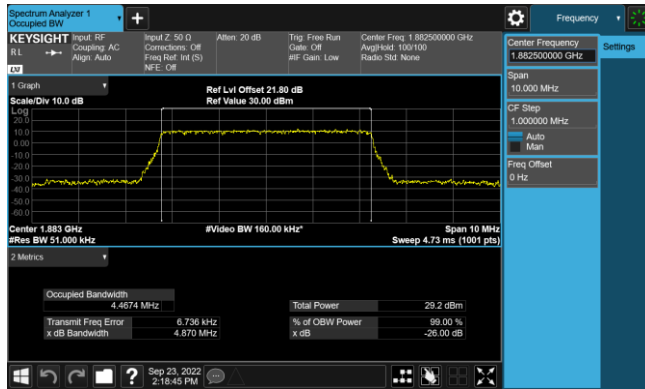 Spectrum Analyzer 1
Occupied BW
+
Frequency
KEYSIGHT
Input: RF
Input Z: 50 Ω
Atten: 20 dB
Trig: Free Run
Center Freq: 1.882500000 GHz
R L
Coupling: AC
Corrections: Off
Gate: Off
Avg|Hold: 100/100
Align: Auto
Freq Ref: Int (S)
#IF Gain: Low
Radio Std: None
NFE: Off
LXI
Center Frequency
1.882500000 GHz
Settings
Span
10.000 MHz
CF Step
1.000000 MHz
Auto
Man
Freq Offset
0 Hz
1 Graph
Ref Lvl Offset 21.80 dB
Scale/Div 10.0 dB
Ref Value 30.00 dBm
Log
20.0
10.0
0.00
-10.0
-20.0
-30.0
-40.0
-50.0
-60.0
Center 1.883 GHz
#Video BW 160.00 kHz*
Span 10 MHz
#Res BW 51.000 kHz
Sweep 4.73 ms (1001 pts)
2 Metrics
Occupied Bandwidth
4.4674 MHz
Total Power
29.2 dBm
Transmit Freq Error
6.736 kHz
% of OBW Power
99.00 %
x dB Bandwidth
4.870 MHz
x dB
-26.00 dB
?
Sep 23, 2022
2:18:45 PM